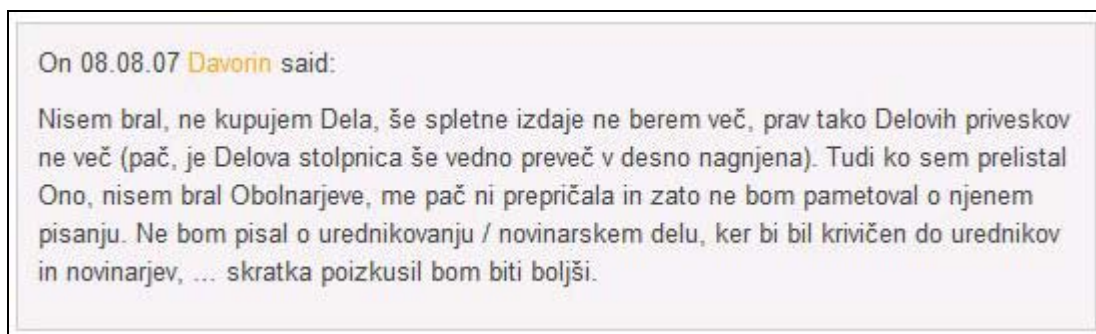 On 08.08.07 Davorin said:
Nisem bral, ne kupujem Dela, še spletne izdaje ne berem več, prav tako Delovih priveskov
ne več (pač, je Delova stolpnica še vedno preveč v desno nagnjena). Tudi ko sem prelistal
Ono, nisem bral Obolnarjeve, me pač ni prepričala in zato ne bom pametoval o njenem
pisanju. Ne bom pisal o urednikovanju / novinarskem delu, ker bi bil krivičen do urednikov
in novinarjev, ... skratka poizkusil bom biti boljši.